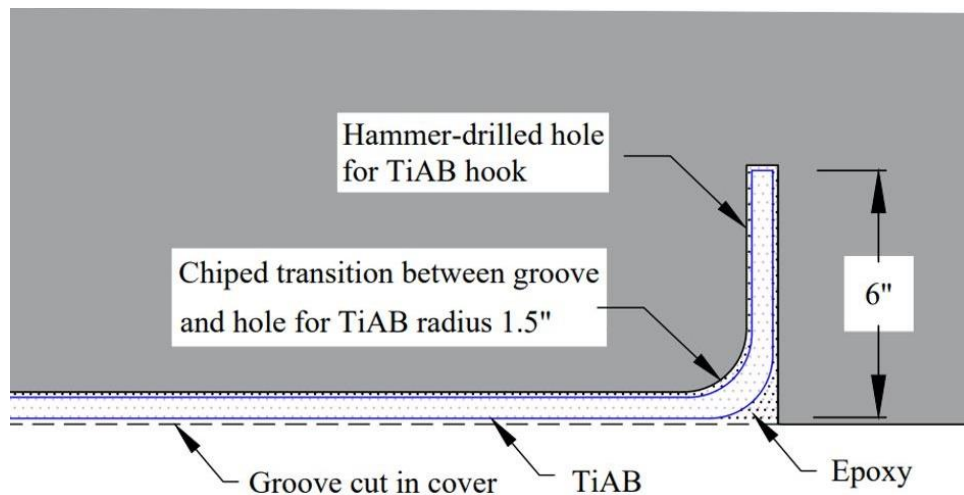 Hammer-drilled hole
for TiAB hook
Chiped transition between groove
and hole for TiAB radius 1.5"
6"
Groove cut in cover
TiAB
Epoxy